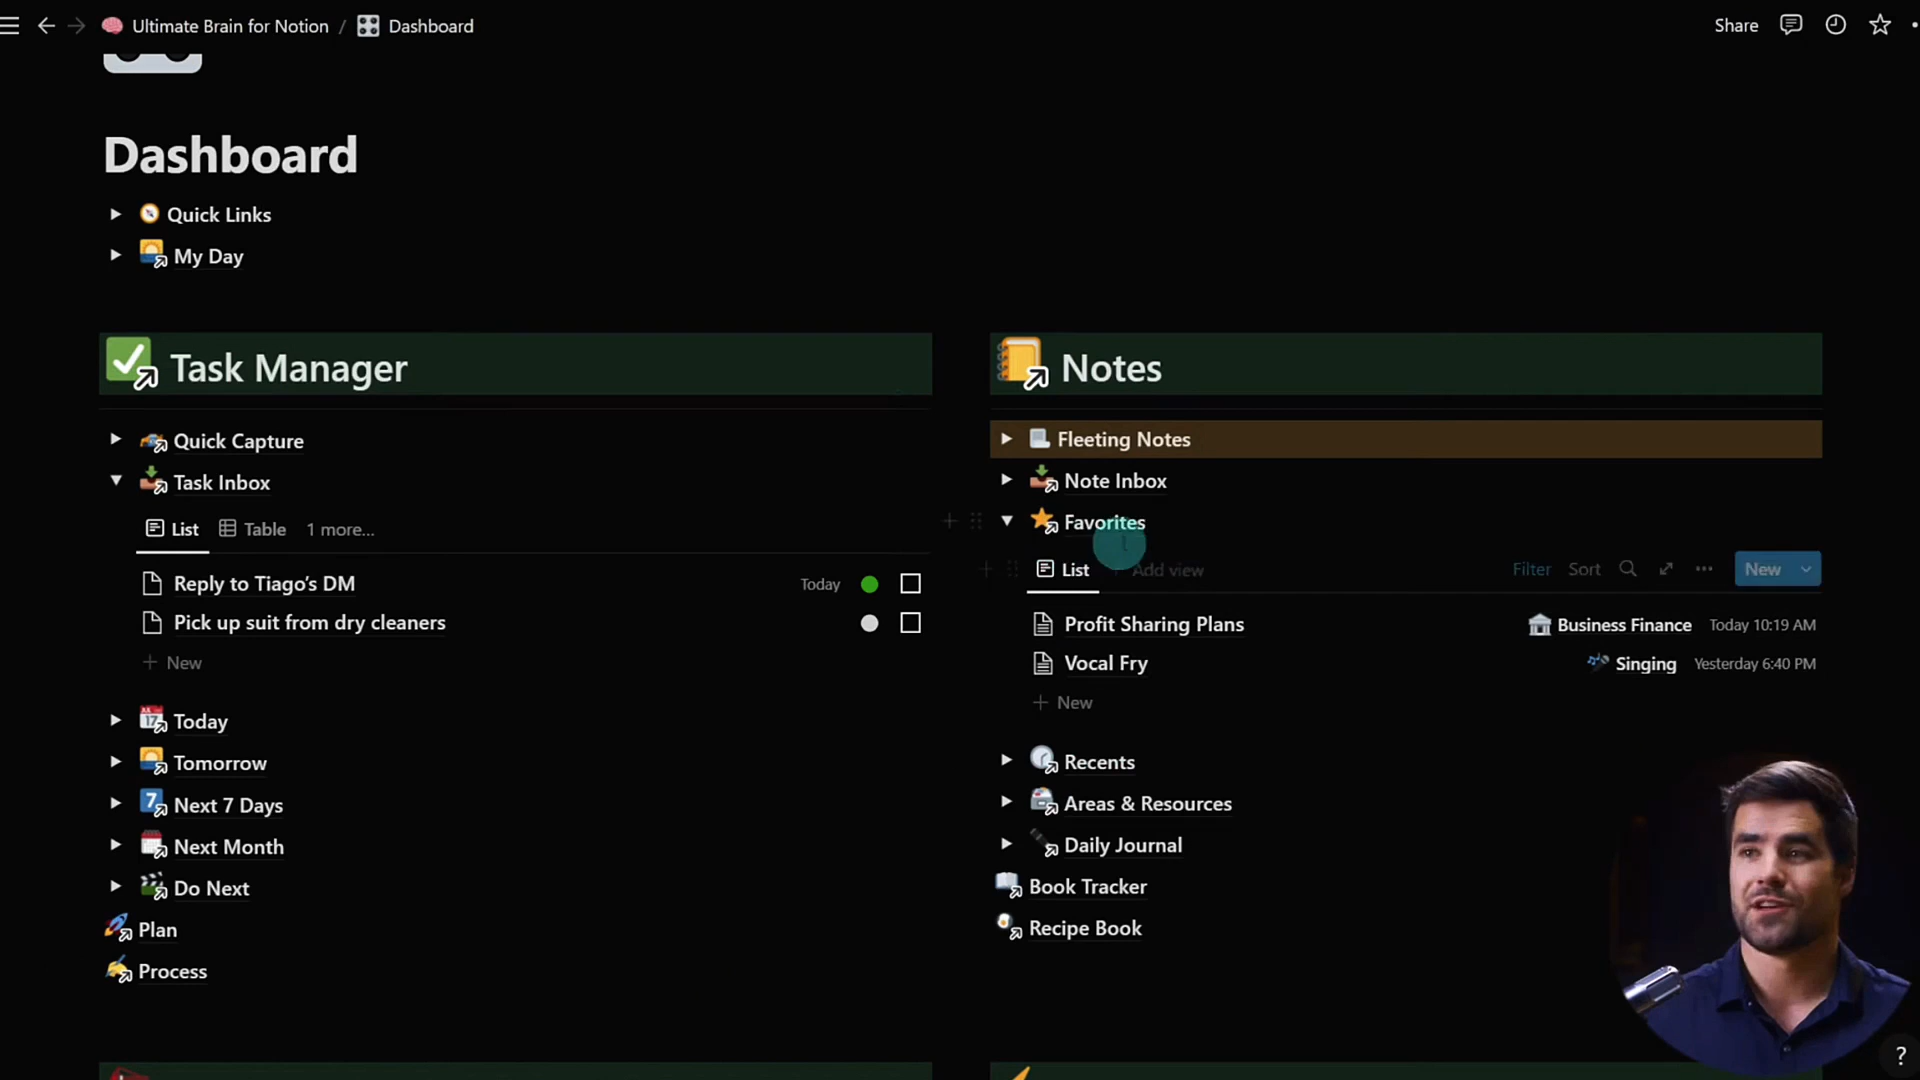 Ultimate Brain for Notion / Dashboard
Share
Dashboard
Quick Links
My Day
Task Manager
Quick Capture
Task Inbox
List Table 1 more...
Reply to Tiago's DM Today
Pick up suit from dry cleaners
+ New
JUL 17 Today
Tomorrow
7 Next 7 Days
Next Month
Do Next
Plan
Process
Notes
Fleeting Notes
Note Inbox
Favorites
List + Add view Filter Sort ... New
Profit Sharing Plans Business Finance Today 10:19 AM
Vocal Fry Singing Yesterday 6:40 PM
+ New
Recents
Areas & Resources
Daily Journal
Book Tracker
Recipe Book
?